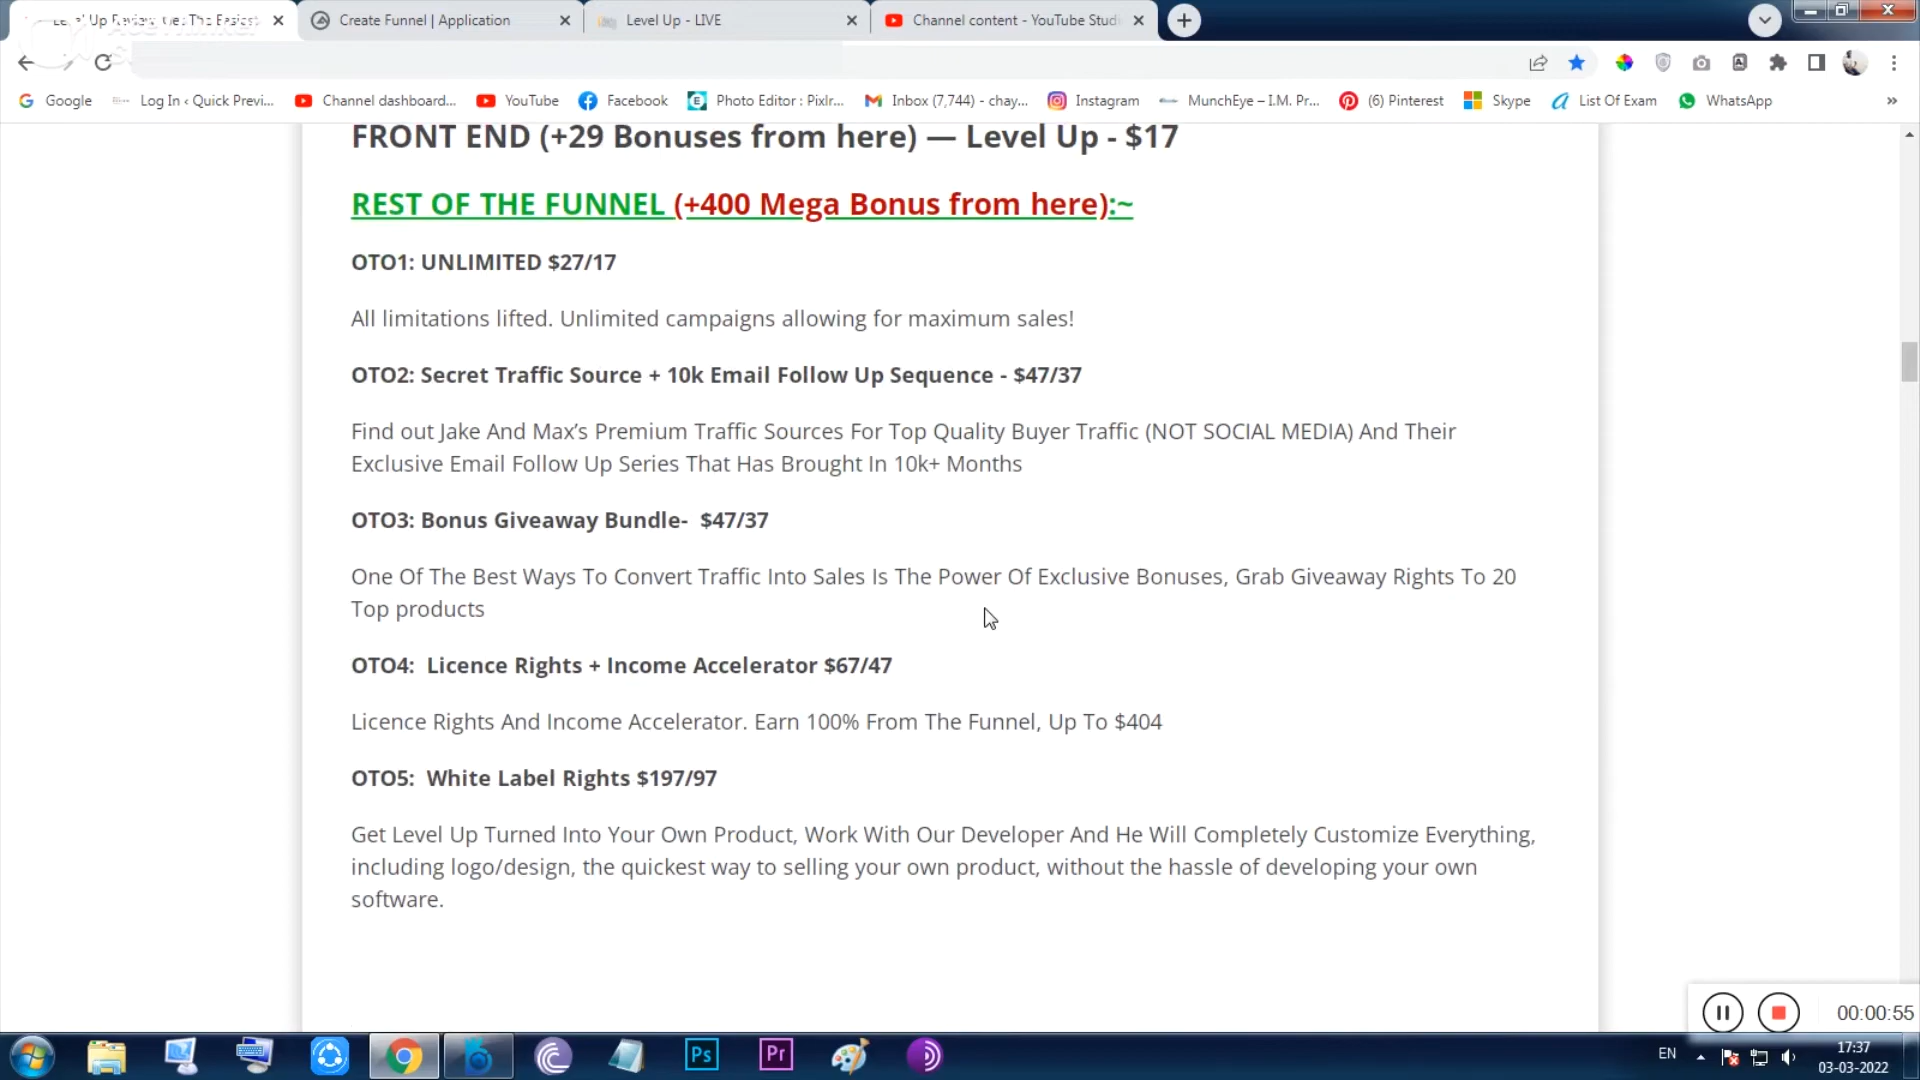 Level Up Review: Get The Easiest
Create Funnel | Application
Level Up - LIVE
Channel content - YouTube Studi
Google
Log In ‹ Quick Previ...
Channel dashboard...
YouTube
Facebook
Photo Editor : Pixlr...
Inbox (7,744) - chay...
Instagram
MunchEye – I.M. Pr...
(6) Pinterest
Skype
List Of Exam
WhatsApp
»
FRONT END (+29 Bonuses from here) — Level Up - $17
REST OF THE FUNNEL (+400 Mega Bonus from here):~
OTO1: UNLIMITED $27/17
All limitations lifted. Unlimited campaigns allowing for maximum sales!
OTO2: Secret Traffic Source + 10k Email Follow Up Sequence - $47/37
Find out Jake And Max’s Premium Traffic Sources For Top Quality Buyer Traffic (NOT SOCIAL MEDIA) And Their
Exclusive Email Follow Up Series That Has Brought In 10k+ Months
OTO3: Bonus Giveaway Bundle-  $47/37
One Of The Best Ways To Convert Traffic Into Sales Is The Power Of Exclusive Bonuses, Grab Giveaway Rights To 20
Top products
OTO4:  Licence Rights + Income Accelerator $67/47
Licence Rights And Income Accelerator. Earn 100% From The Funnel, Up To $404
OTO5:  White Label Rights $197/97
Get Level Up Turned Into Your Own Product, Work With Our Developer And He Will Completely Customize Everything,
including logo/design, the quickest way to selling your own product, without the hassle of developing your own
software.
00:00:55
Ps
Pr
EN
17:37
03-03-2022